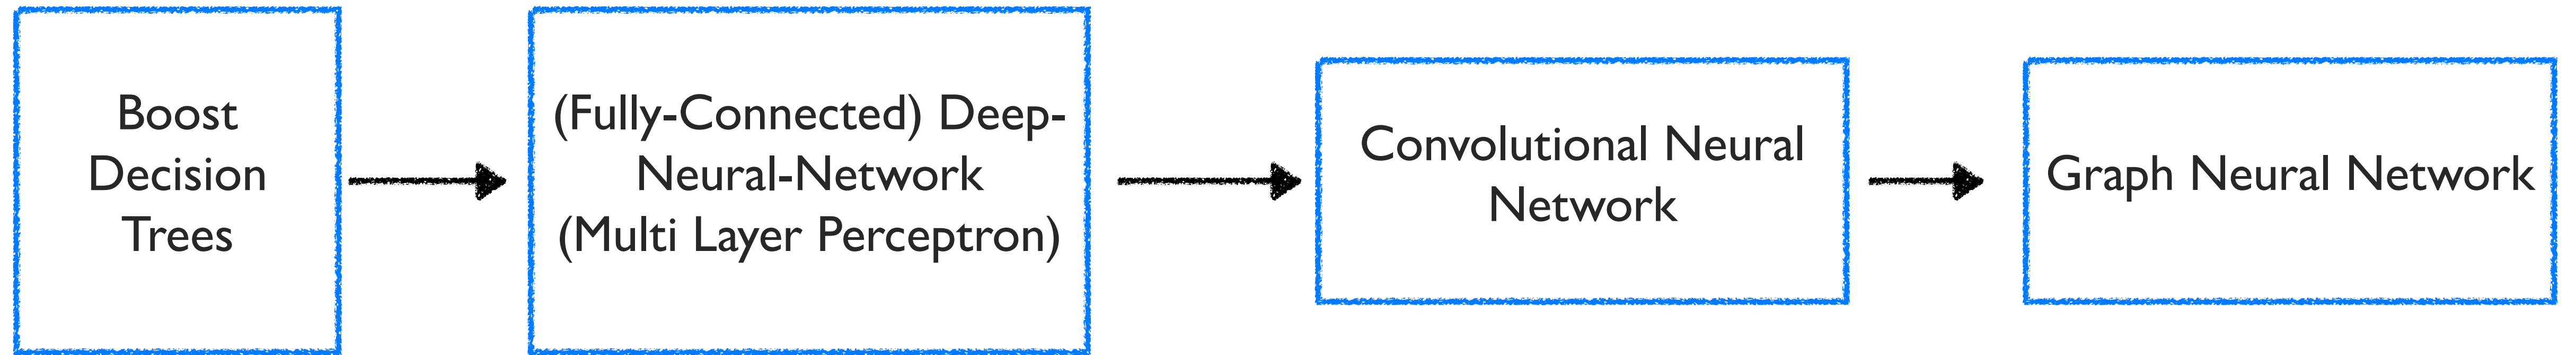 Boost
Decision
Trees
(Fully-Connected) Deep-
Neural-Network
(Multi Layer Perceptron)
Convolutional Neural
Network
Graph Neural Network